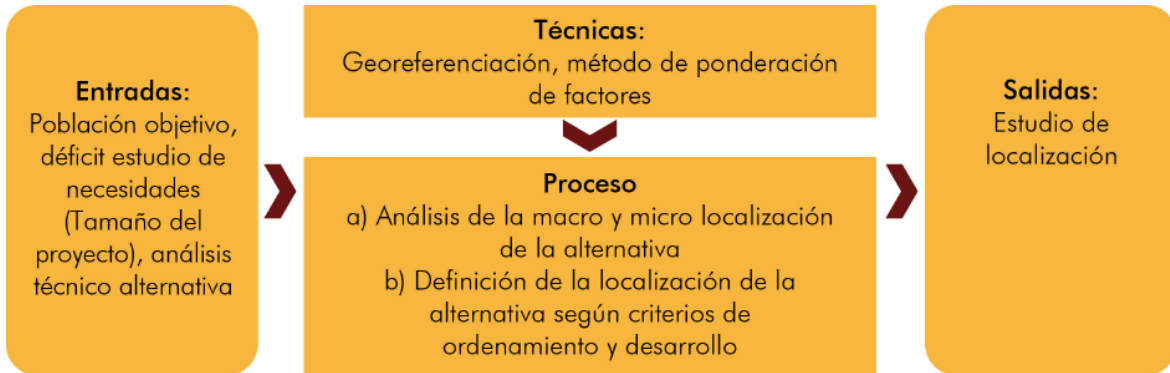 Entradas:
Población objetivo,
déficit estudio de
necesidades
(Tamaño del
proyecto), análisis
técnico alternativa
Técnicas:
Georeferenciación, método de ponderación
de factores
Proceso
a) Análisis de la macro y micro localización
de la alternativa
b) Definición de la localización de la
alternativa según criterios de
ordenamiento y desarrollo
Salidas:
Estudio de
localización